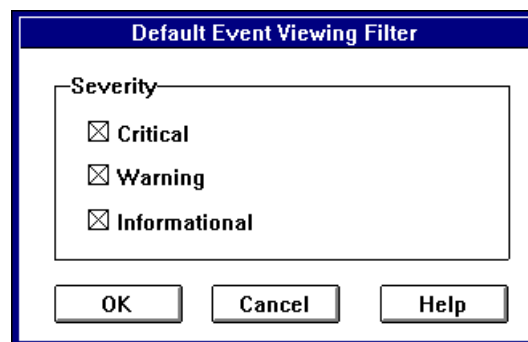 Default Event Viewing Filter
Severity
Critical
Warning
Informational
OK Cancel Help